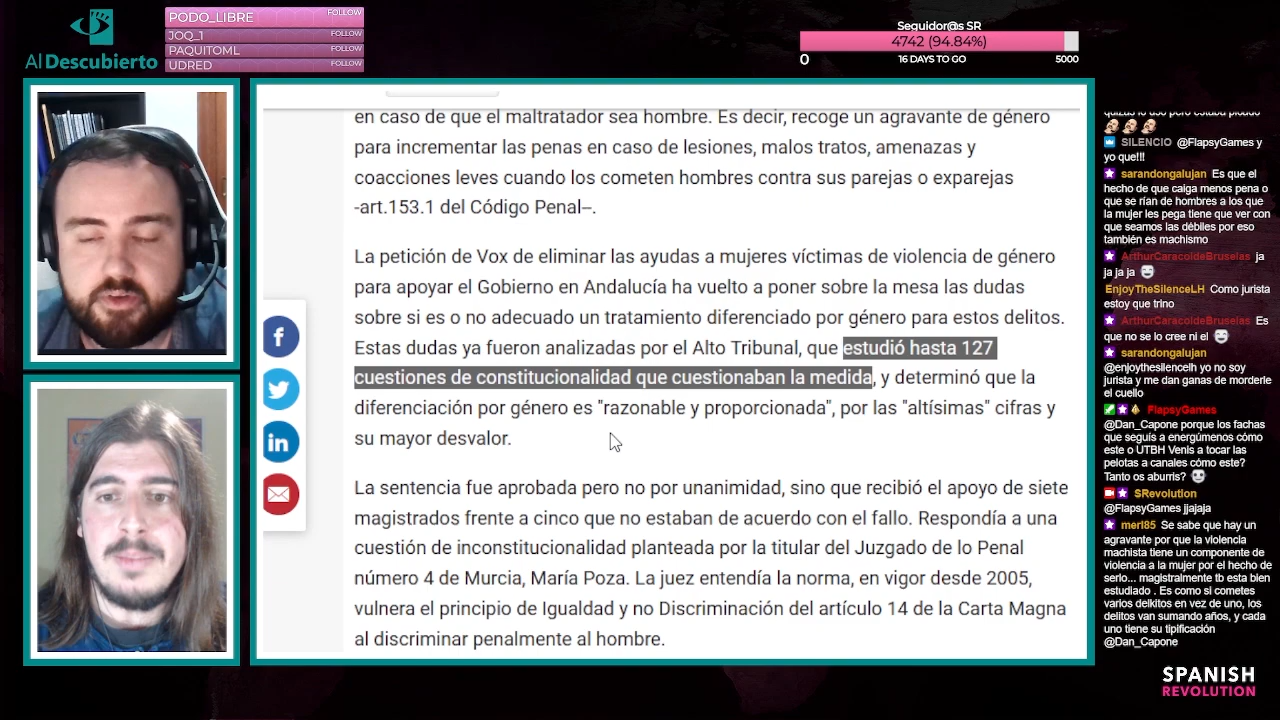 Al Descubierto
PODO_LIBRE FOLLOW
JOQ_1 FOLLOW
PAQUITOML FOLLOW
UDRED FOLLOW
Seguidor@s SR
4742 (94.84%)
0 16 DAYS TO GO 5000
en caso de que el maltratador sea hombre. Es decir, recoge un agravante de género
para incrementar las penas en caso de lesiones, malos tratos, amenazas y
coacciones leves cuando los cometen hombres contra sus parejas o exparejas
-art.153.1 del Código Penal–.
La petición de Vox de eliminar las ayudas a mujeres víctimas de violencia de género
para apoyar el Gobierno en Andalucía ha vuelto a poner sobre la mesa las dudas
sobre si es o no adecuado un tratamiento diferenciado por género para estos delitos.
Estas dudas ya fueron analizadas por el Alto Tribunal, que estudió hasta 127
cuestiones de constitucionalidad que cuestionaban la medida, y determinó que la
diferenciación por género es "razonable y proporcionada", por las "altísimas" cifras y
su mayor desvalor.
La sentencia fue aprobada pero no por unanimidad, sino que recibió el apoyo de siete
magistrados frente a cinco que no estaban de acuerdo con el fallo. Respondía a una
cuestión de inconstitucionalidad planteada por la titular del Juzgado de lo Penal
número 4 de Murcia, María Poza. La juez entendía la norma, en vigor desde 2005,
vulnera el principio de Igualdad y no Discriminación del artículo 14 de la Carta Magna
al discriminar penalmente al hombre.
SILENCIO @FlapsyGames y
yo que!!!
sarandongalujan Es que el
hecho de que caiga menos pena o
que se rían de hombres a los que
la mujer les pega tiene que ver con
que seamos las débiles por eso
también es machismo
ArthurCaracoldeBruselas ja
ja ja ja
EnjoyTheSilenceLH Como jurista
estoy que trino
ArthurCaracoldeBruselas Es
que no se lo cree ni el
sarandongalujan
@enjoythesilencelh yo no soy
jurista y me dan ganas de morderle
el cuello
FlapsyGames
@Dan_Capone porque los fachas
que seguís a energúmenos cómo
este o UTBH Venis a tocar las
pelotas a canales cómo este?
Tanto os aburris?
SRevolution
@FlapsyGames jjajaja
merl85 Se sabe que hay un
agravante por que la violencia
machista tiene un componente de
violencia a la mujer por el hecho de
serlo... magistralmente tb esta bien
estudiado . Es como si cometes
varios delkitos en vez de uno, los
delitos van sumando años, y cada
uno tiene su tipificación
@Dan_Capone
SPANISH
REVOLUTION